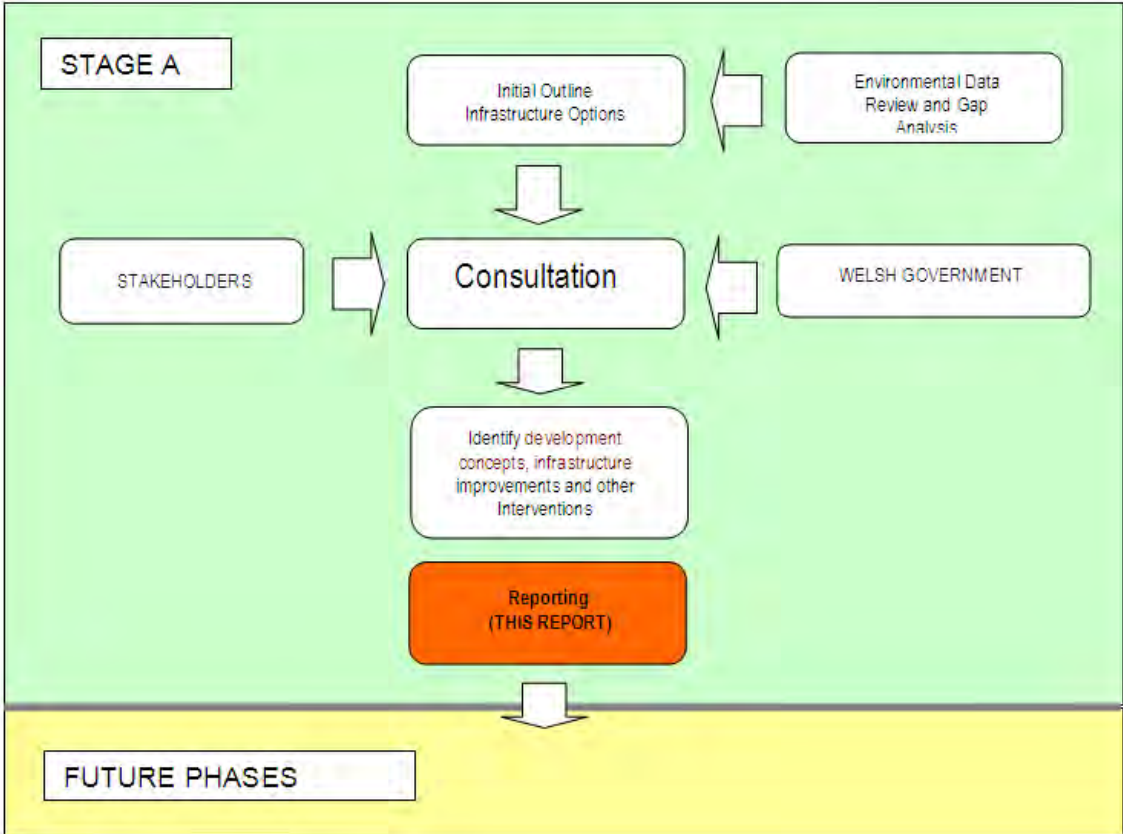 STAGE A
Initial Outline
Infrastructure Options
Environmental Data
Review and Gap
Analysis
STAKEHOLDERS
Consultation
WELSH GOVERNMENT
Identify development
concepts, infrastructure
improvements and other
Interventions
Reporting
(THIS REPORT)
FUTURE PHASES